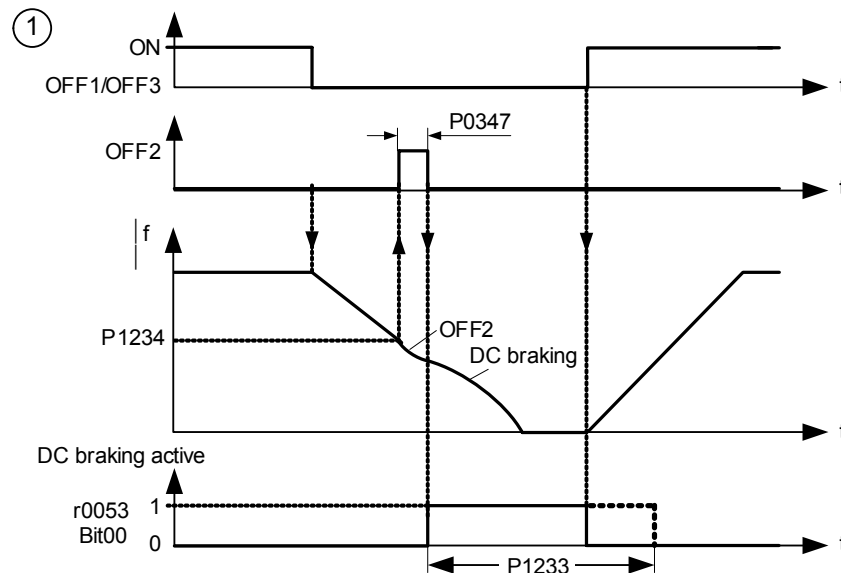 1
ON
OFF1/OFF3
t
P0347
OFF2
t
f
P1234
OFF2
DC braking
t
DC braking active
1
r0053
Bit00
0
t
P1233